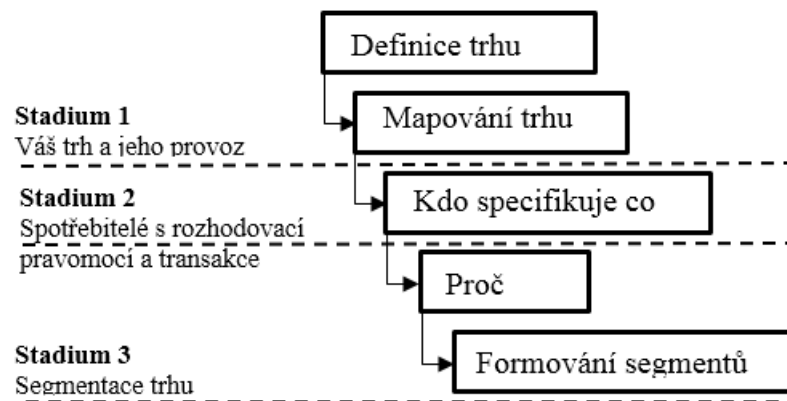 Definice trhu
Stadium 1
Váš trh a jeho provoz
Mapování trhu
Stadium 2
Spotřebitelé s rozhodovací
pravomocí a transakce
Kdo specifikuje co
Proč
Stadium 3
Segmentace trhu
Formování segmentů